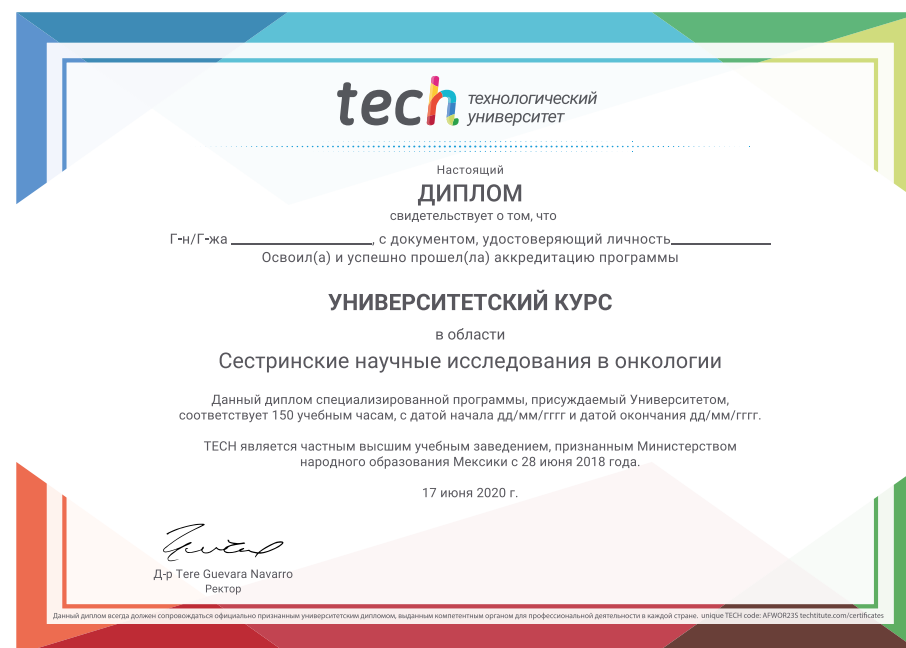 tech технологический
университет
Настоящий
ДИПЛОМ
свидетельствует о том, что
Г-н/Г-жа ____________________, с документом, удостоверяющий личность______________
Освоил(а) и успешно прошел(ла) аккредитацию программы
УНИВЕРСИТЕТСКИЙ КУРС
в области
Сестринские научные исследования в онкологии
Данный диплом специализированной программы, присуждаемый Университетом,
соответствует 150 учебным часам, с датой начала дд/мм/гггг и датой окончания дд/мм/гггг.
TECH является частным высшим учебным заведением, признанным Министерством
народного образования Мексики с 28 июня 2018 года.
17 июня 2020 г.
Д-р Tere Guevara Navarro
Ректор
Данный диплом всегда должен сопровождаться официально признанным университетским дипломом, выданным компетентным органом для профессиональной деятельности в каждой стране. unique TECH code: AFWOR23S techtitute.com/certificates